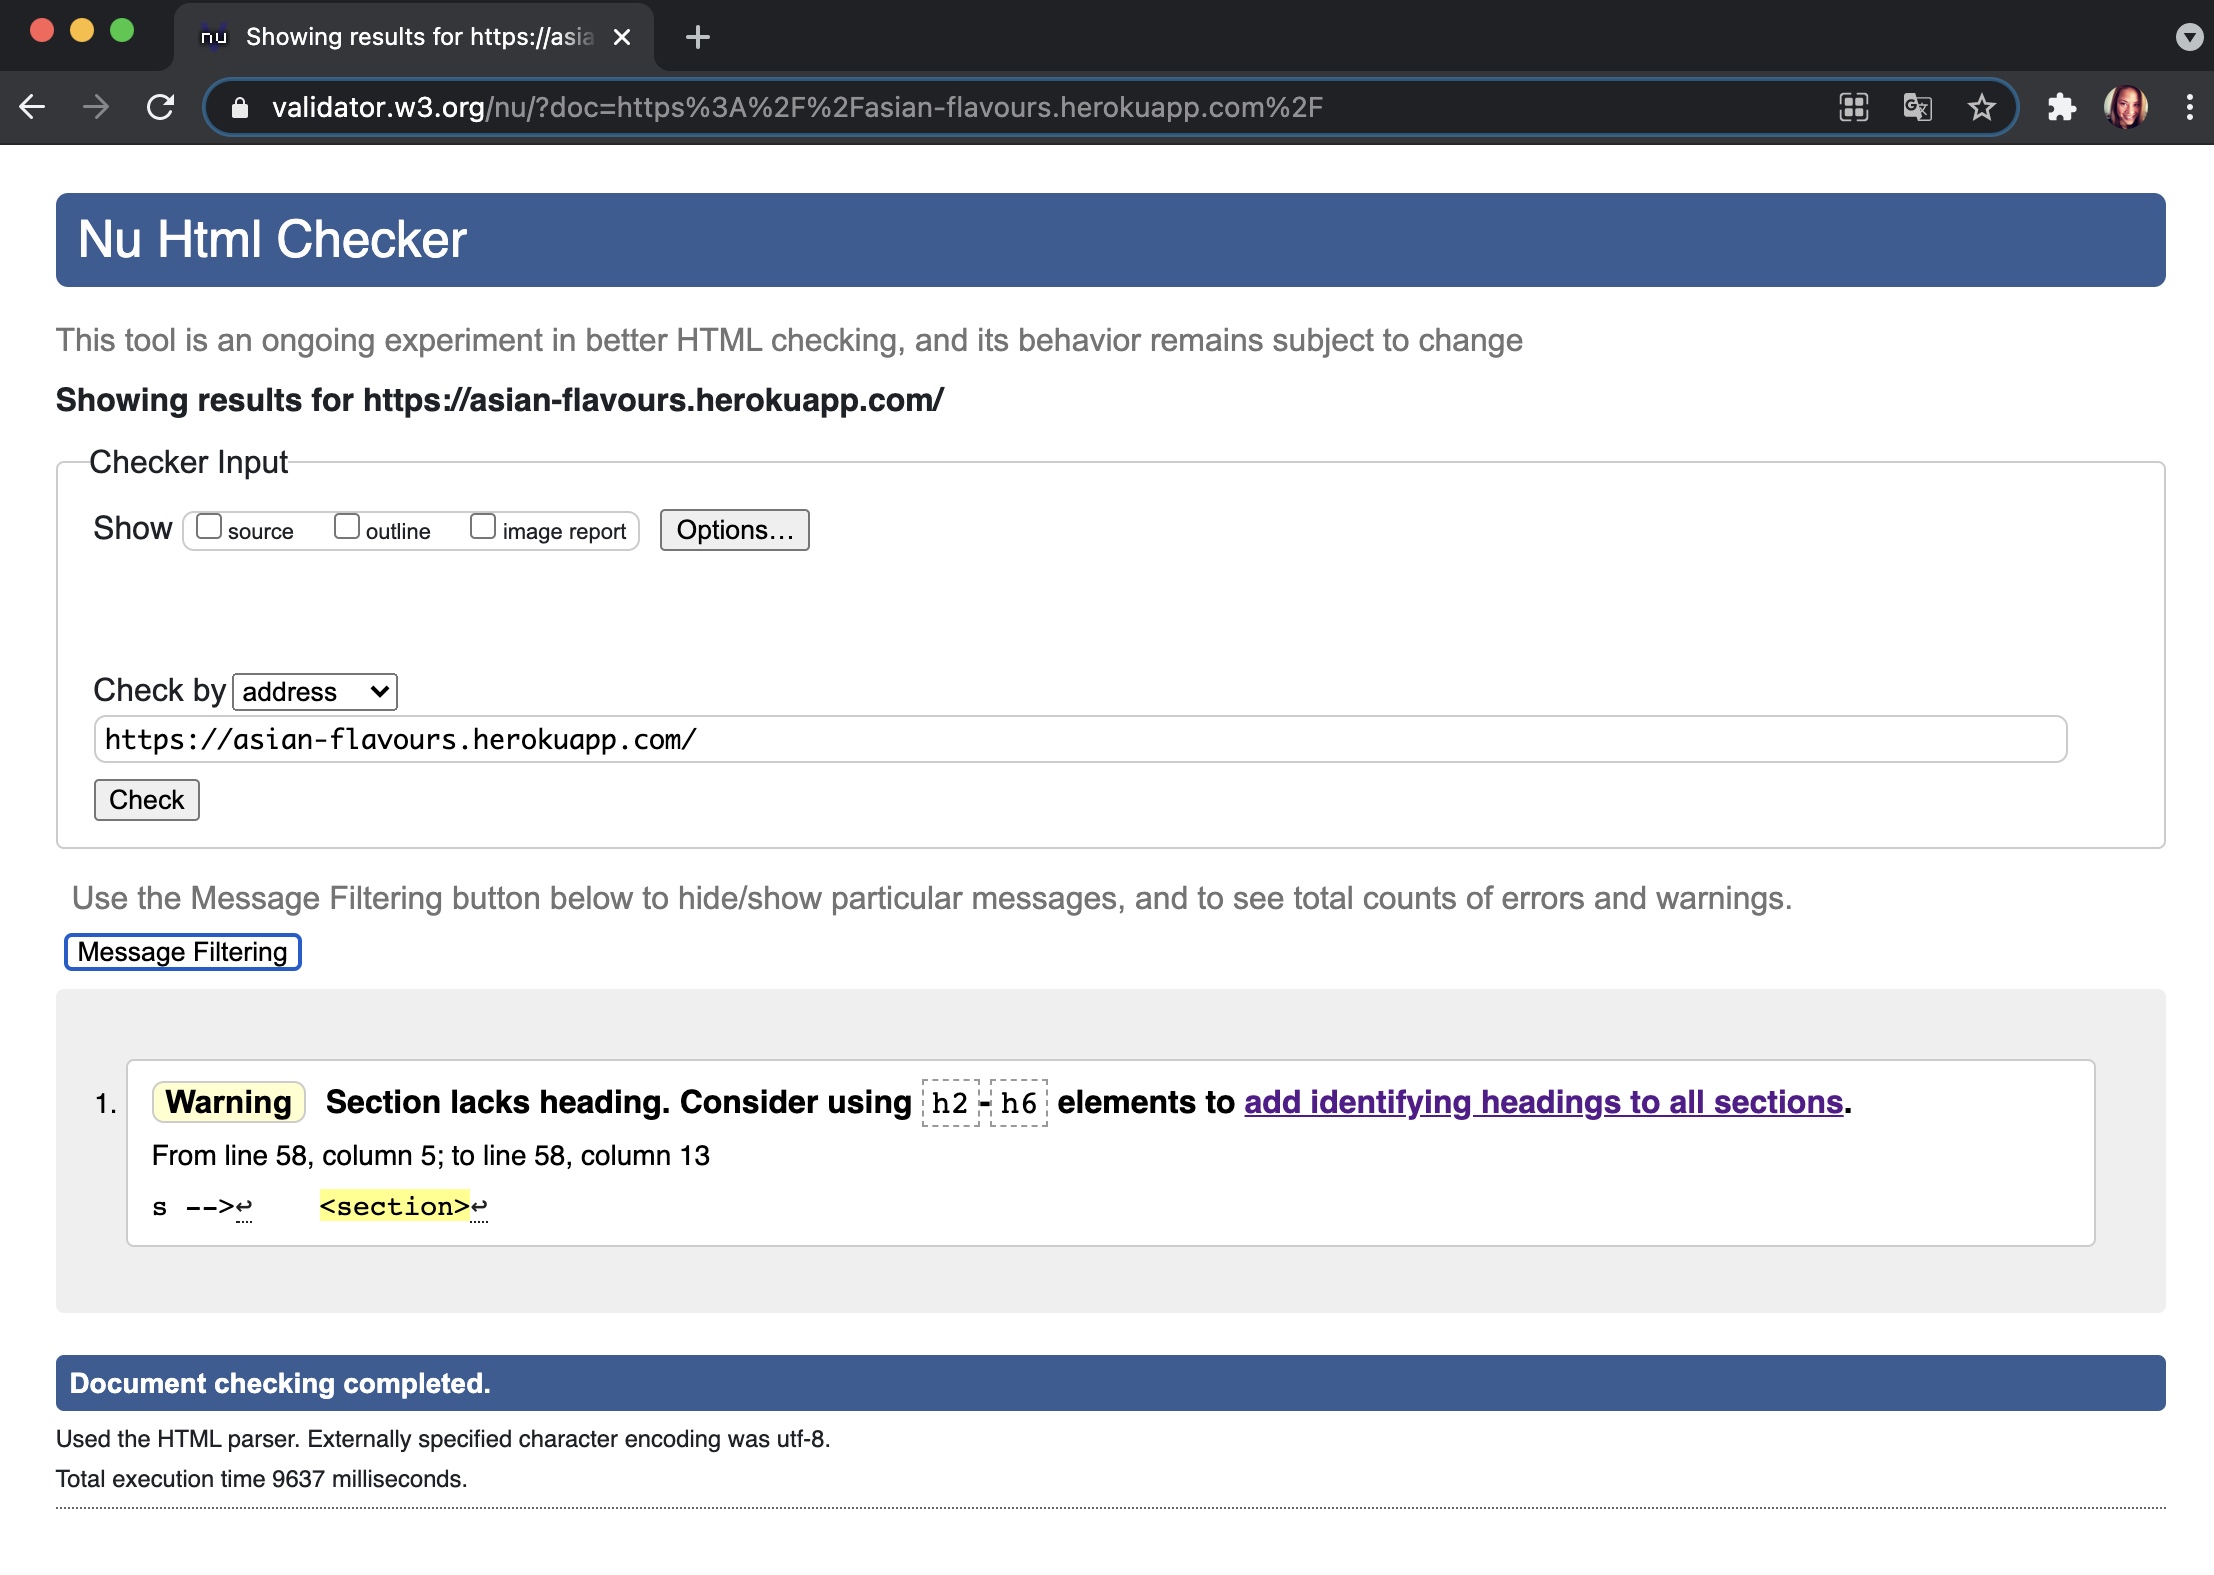 nu Showing results for https://asia
validator.w3.org/nu/?doc=https%3A%2F%2Fasian-flavours.herokuapp.com%2F
Nu Html Checker
This tool is an ongoing experiment in better HTML checking, and its behavior remains subject to change
Showing results for https://asian-flavours.herokuapp.com/
Checker Input
Show source outline image report Options…
Check by address
https://asian-flavours.herokuapp.com/
Check
Use the Message Filtering button below to hide/show particular messages, and to see total counts of errors and warnings.
Message Filtering
1. Warning Section lacks heading. Consider using h2-h6 elements to add identifying headings to all sections.
From line 58, column 5; to line 58, column 13
s -->↩ <section>↩
Document checking completed.
Used the HTML parser. Externally specified character encoding was utf-8.
Total execution time 9637 milliseconds.